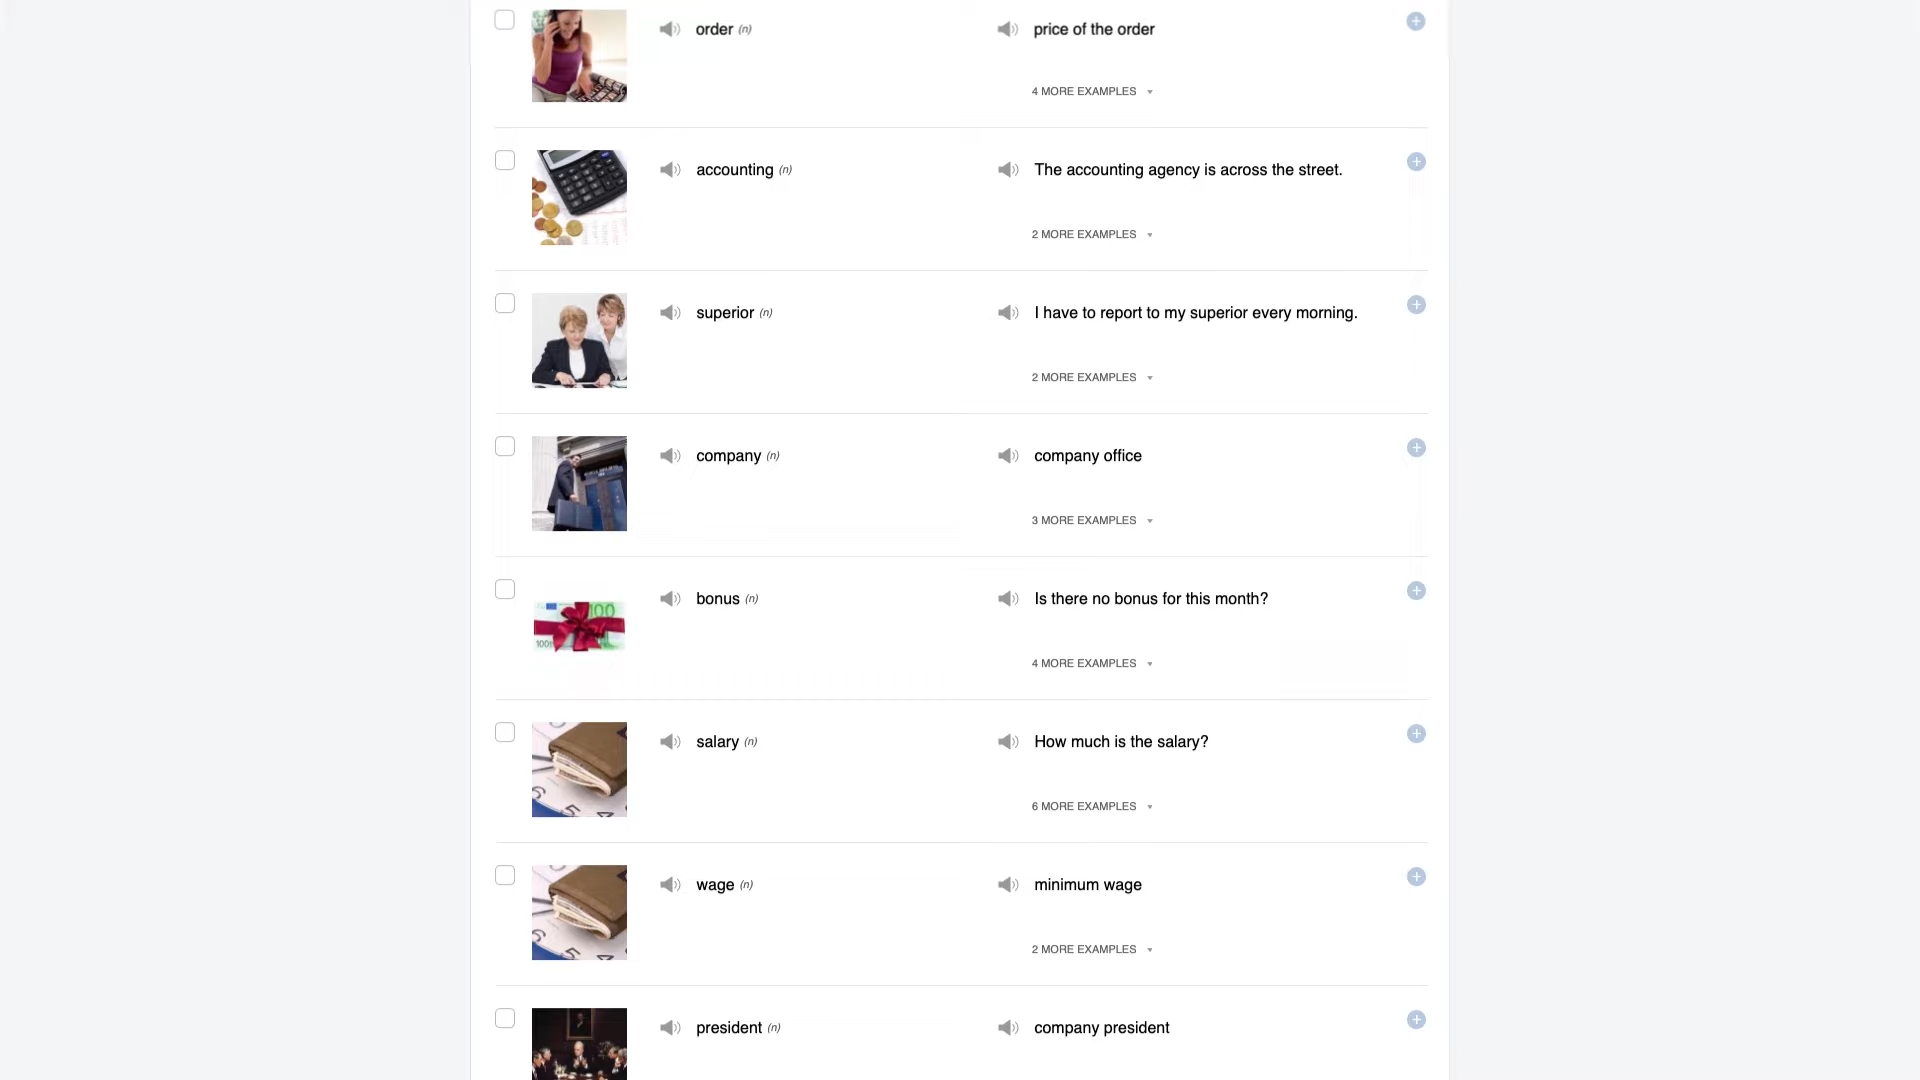 order (n)
price of the order
4 MORE EXAMPLES
accounting (n)
The accounting agency is across the street.
2 MORE EXAMPLES
superior (n)
I have to report to my superior every morning.
2 MORE EXAMPLES
company (n)
company office
3 MORE EXAMPLES
bonus (n)
Is there no bonus for this month?
4 MORE EXAMPLES
salary (n)
How much is the salary?
6 MORE EXAMPLES
wage (n)
minimum wage
2 MORE EXAMPLES
president (n)
company president